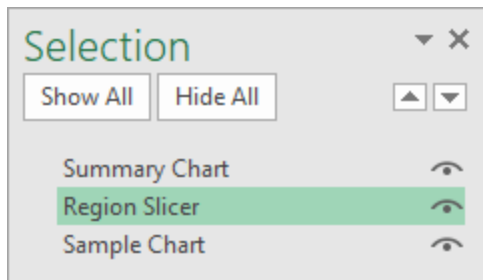 Selection
Show All Hide All
Summary Chart
Region Slicer
Sample Chart